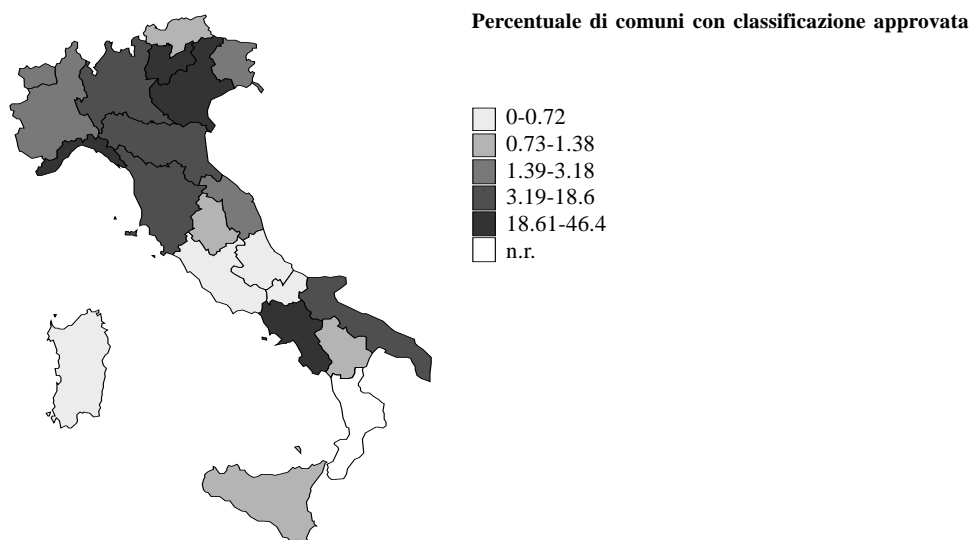 Percentuale di comuni con classificazione approvata
0-0.72
0.73-1.38
1.39-3.18
3.19-18.6
18.61-46.4
n.r.